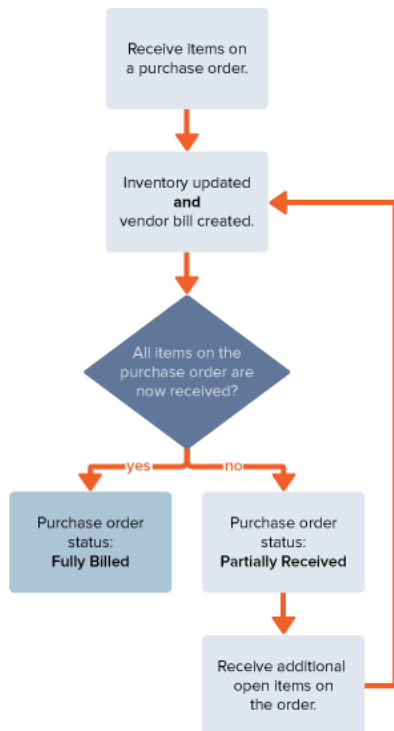 Receive items on
a purchase order.
Inventory updated
and
vendor bill created.
All items on the
purchase order are
now received?
yes
no
Purchase order
status:
Fully Billed
Purchase order
status:
Partially Received
Receive additional
open items on
the order.